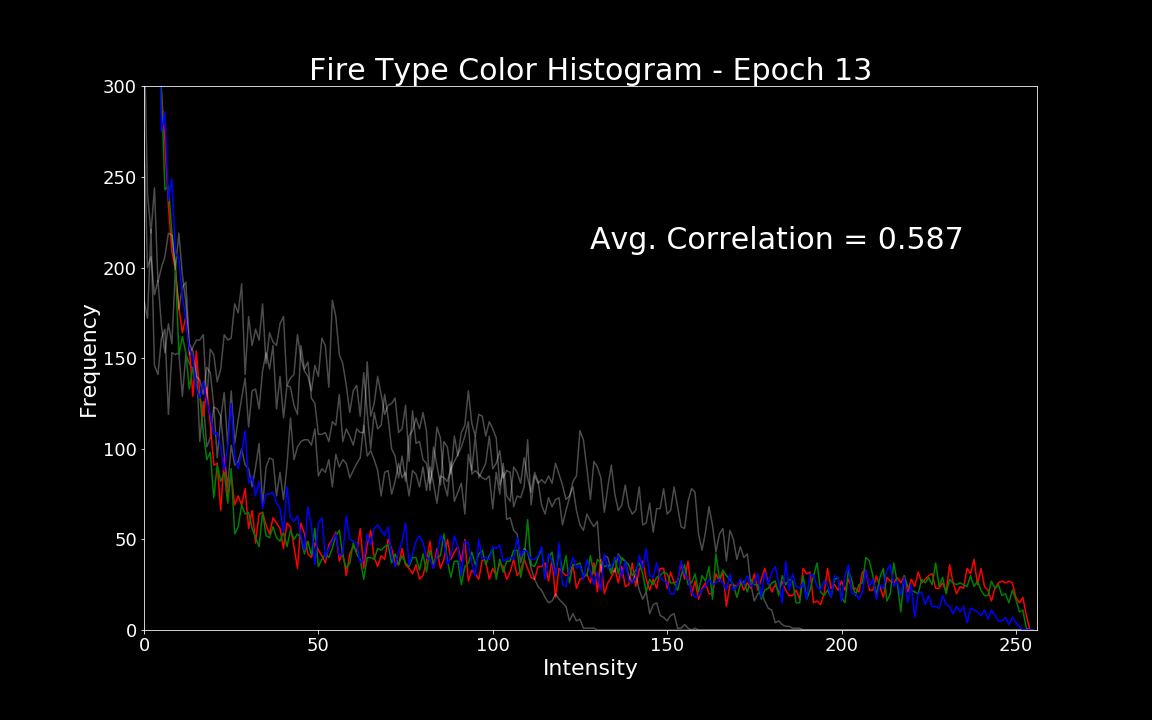 Fire Type Color Histogram - Epoch 13
300
250
200
150
100
50
0
Frequency
Avg. Correlation = 0.587
0 50 100 150 200 250
Intensity